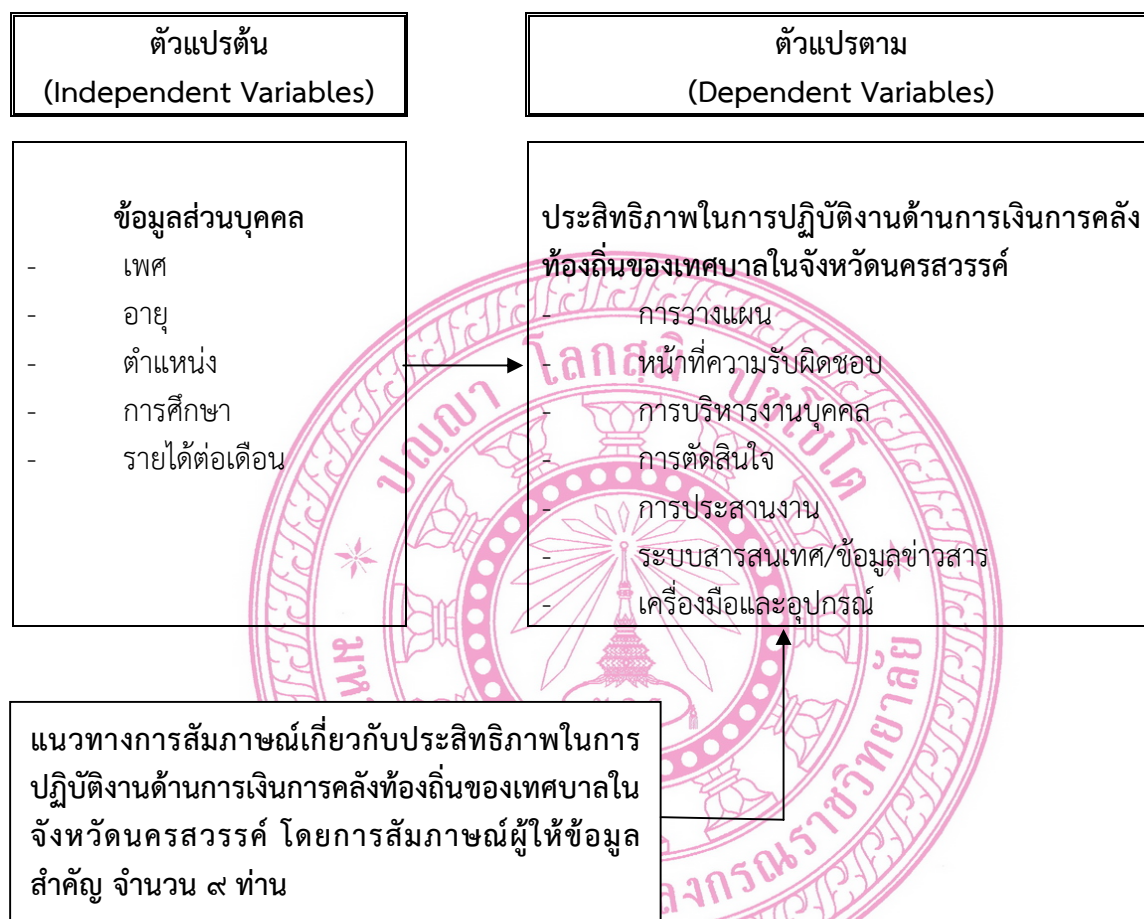 ตัวแปรต้น
(Independent Variables)
ตัวแปรตาม
(Dependent Variables)
ข้อมูลส่วนบุคคล
- เพศ
- อายุ
- ตำแหน่ง
- การศึกษา
- รายได้ต่อเดือน
ประสิทธิภาพในการปฏิบัติงานด้านการเงินการคลัง
ท้องถิ่นของเทศบาลในจังหวัดนครสวรรค์
- การวางแผน
- หน้าที่ความรับผิดชอบ
- การบริหารงานบุคคล
- การตัดสินใจ
- การประสานงาน
- ระบบสารสนเทศ/ข้อมูลข่าวสาร
- เครื่องมือและอุปกรณ์
แนวทางการสัมภาษณ์เกี่ยวกับประสิทธิภาพในการ
ปฏิบัติงานด้านการเงินการคลังท้องถิ่นของเทศบาลใน
จังหวัดนครสวรรค์ โดยการสัมภาษณ์ผู้ให้ข้อมูล
สำคัญ จำนวน ๙ ท่าน
ปญฺญา โลกสฺมิ ปชฺโชโต